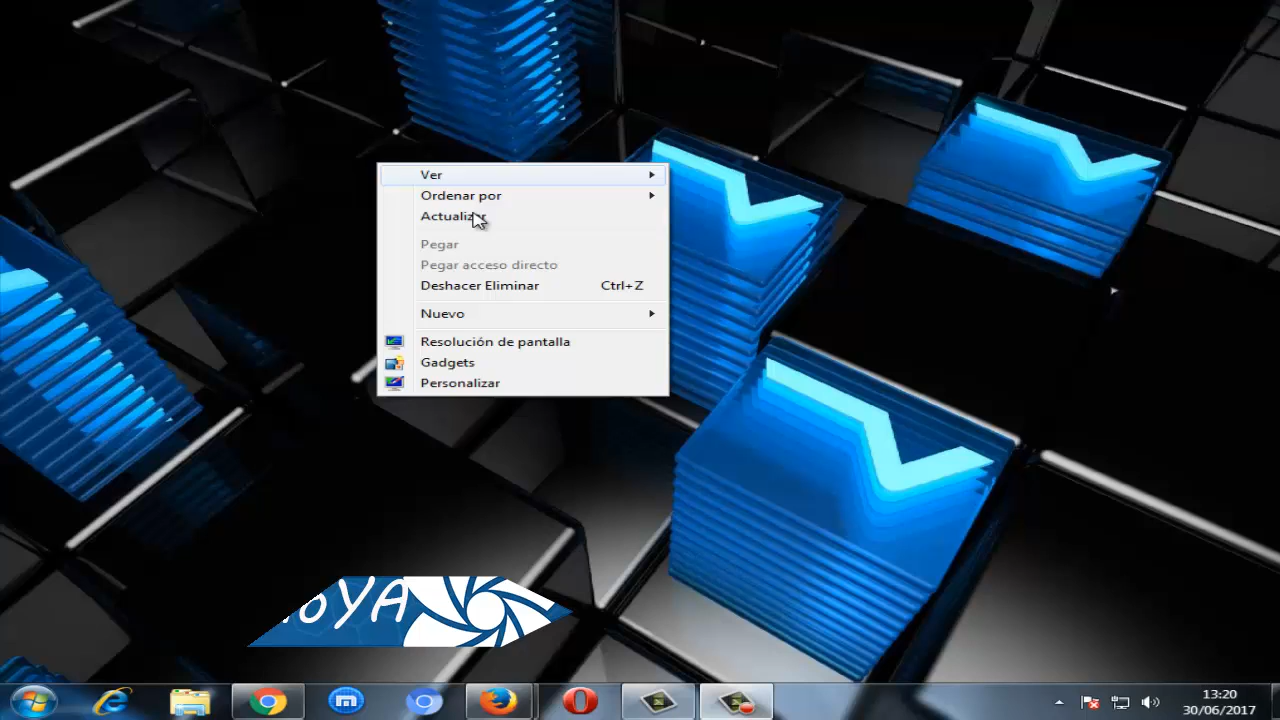 Ver
Ordenar por
Actualizar
Pegar
Pegar acceso directo
Deshacer Eliminar Ctrl+Z
Nuevo
Resolución de pantalla
Gadgets
Personalizar
13:20
30/06/2017